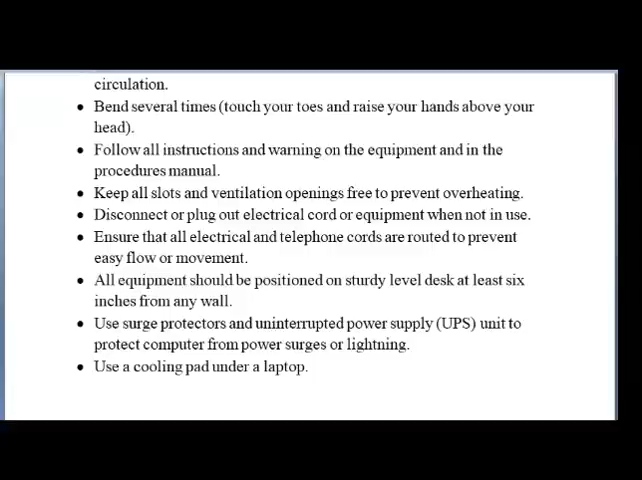 circulation.
• Bend several times (touch your toes and raise your hands above your
head).
• Follow all instructions and warning on the equipment and in the
procedures manual.
• Keep all slots and ventilation openings free to prevent overheating.
• Disconnect or plug out electrical cord or equipment when not in use.
• Ensure that all electrical and telephone cords are routed to prevent
easy flow or movement.
• All equipment should be positioned on sturdy level desk at least six
inches from any wall.
• Use surge protectors and uninterrupted power supply (UPS) unit to
protect computer from power surges or lightning.
• Use a cooling pad under a laptop.